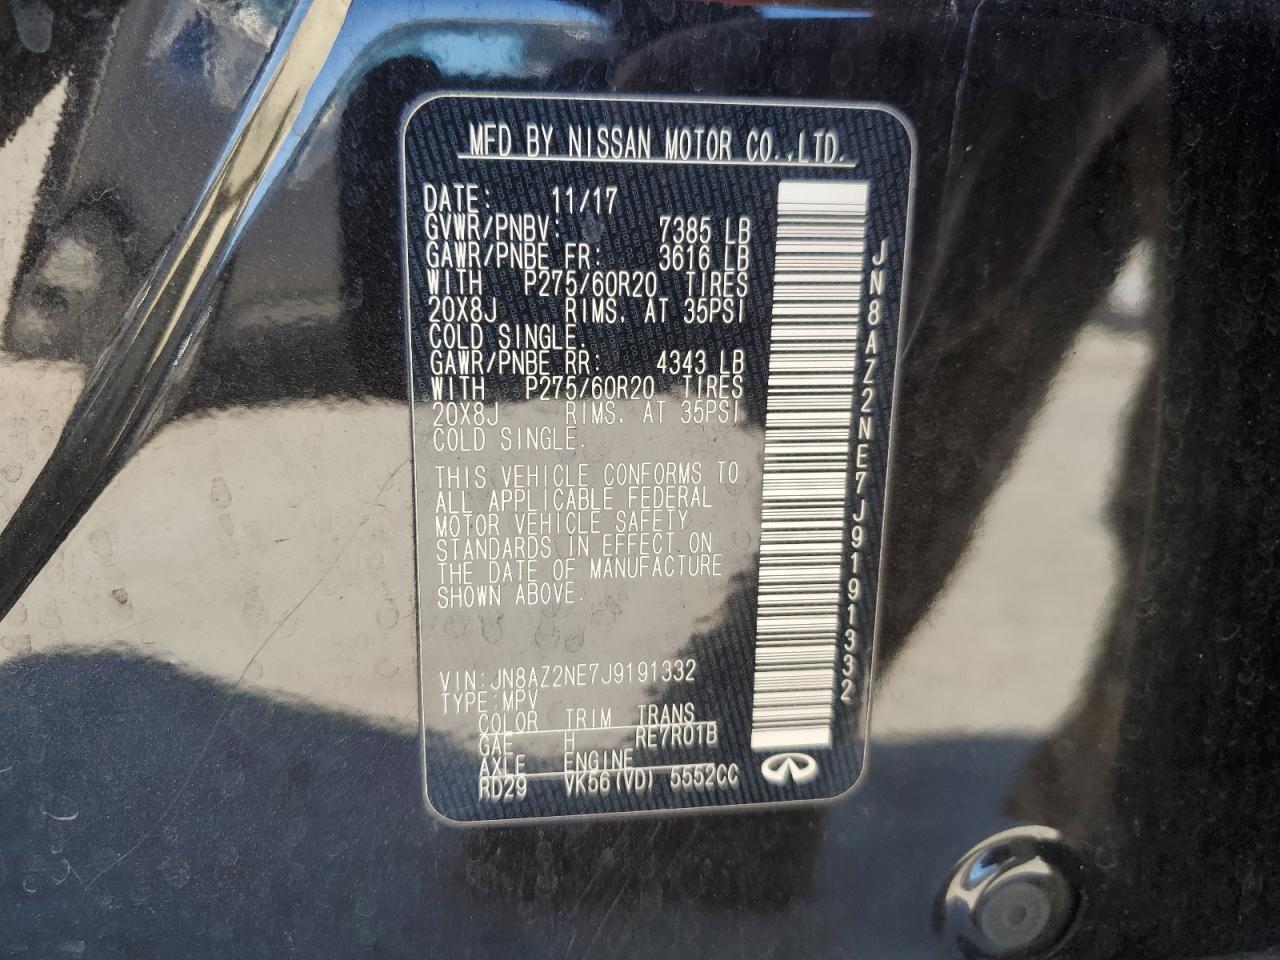 MFD BY NISSAN MOTOR CO.,LTD.
DATE: 11/17
GVWR/PNBV: 7385 LB
GAWR/PNBE FR: 3616 LB
WITH P275/60R20 TIRES
20X8J RIMS. AT 35PSI
COLD SINGLE.
GAWR/PNBE RR: 4343 LB
WITH P275/60R20 TIRES
20X8J RIMS. AT 35PSI
COLD SINGLE.
THIS VEHICLE CONFORMS TO
ALL APPLICABLE FEDERAL
MOTOR VEHICLE SAFETY
STANDARDS IN EFFECT ON
THE DATE OF MANUFACTURE
SHOWN ABOVE.
VIN:JN8AZ2NE7J9191332
TYPE:MPV
COLOR TRIM TRANS
GAE H RE7R01B
AXLE ENGINE
RD29 VK56(VD) 5552CC
JN8AZ2NE7J9191332